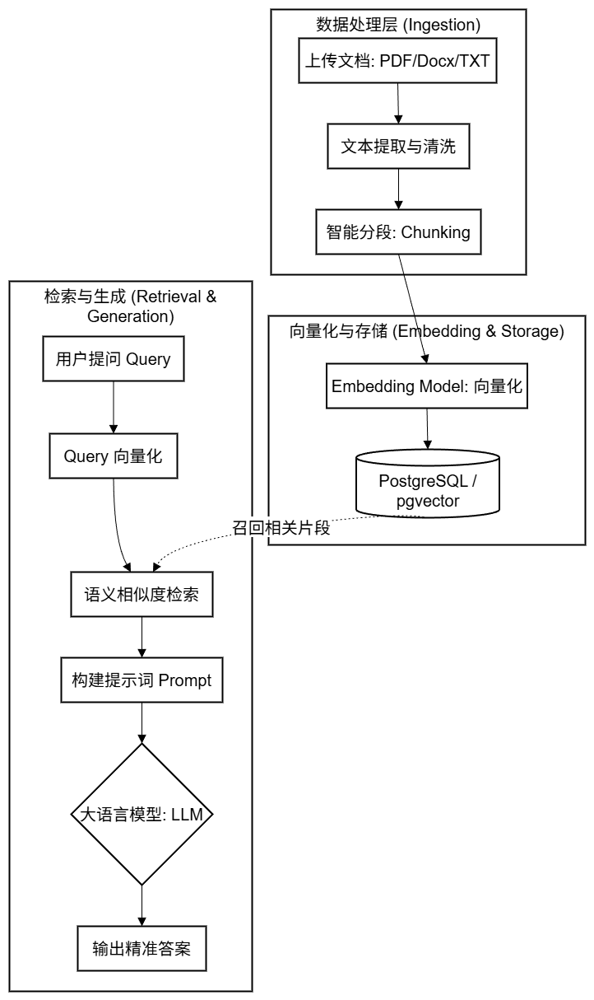 数据处理层 (Ingestion)
上传文档: PDF/Docx/TXT
文本提取与清洗
智能分段: Chunking
向量化与存储 (Embedding & Storage)
Embedding Model: 向量化
PostgreSQL /
pgvector
召回相关片段
检索与生成 (Retrieval &
Generation)
用户提问 Query
Query 向量化
语义相似度检索
构建提示词 Prompt
大语言模型: LLM
输出精准答案